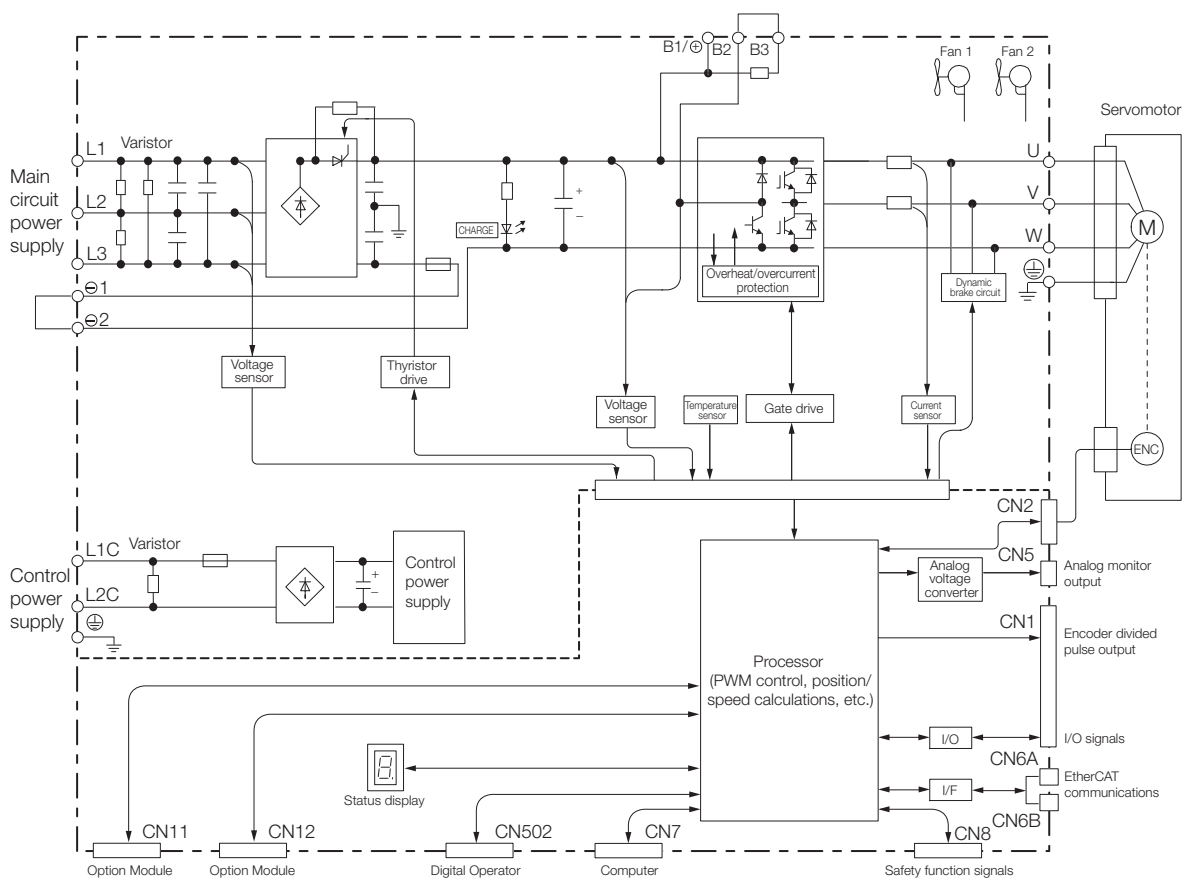 B1/⊕ B2 B3
Fan 1
Fan 2
Servomotor
Varistor
L1
L2
L3
Main
circuit
power
supply
⊖1
⊖2
CHARGE
+
–
Overheat/overcurrent
protection
U
V
W
M
Dynamic
brake circuit
Voltage
sensor
Thyristor
drive
Voltage
sensor
Temperature
sensor
Gate drive
Current
sensor
ENC
CN2
L1C
Varistor
L2C
Control
power
supply
+
–
Control
power
supply
CN5
Analog
voltage
converter
Analog monitor
output
CN1
Encoder divided
pulse output
Processor
(PWM control, position/
speed calculations, etc.)
I/O
I/O signals
CN6A
I/F
EtherCAT
communications
CN6B
8.
Status display
CN11
CN12
CN502
CN7
CN8
Option Module
Option Module
Digital Operator
Computer
Safety function signals